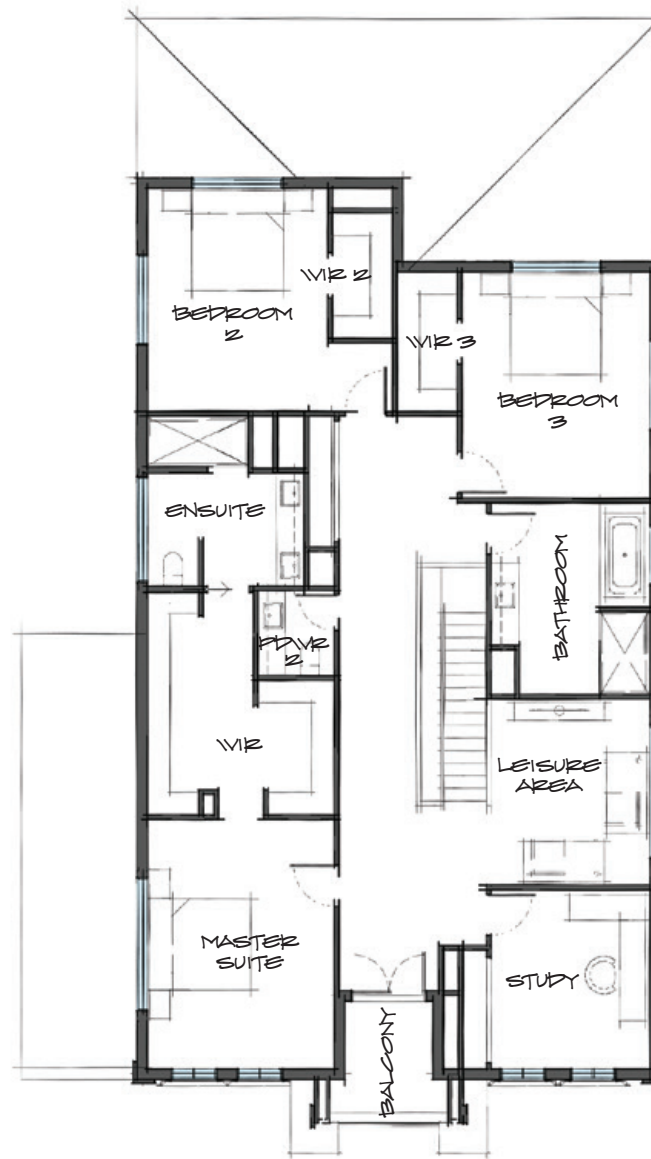 WIR 2
BEDROOM
2
WIR 3
BEDROOM
3
ENSUITE
BATHROOM
PDWR
2
WIR
LEISURE
AREA
MASTER
SUITE
STUDY
BALCONY